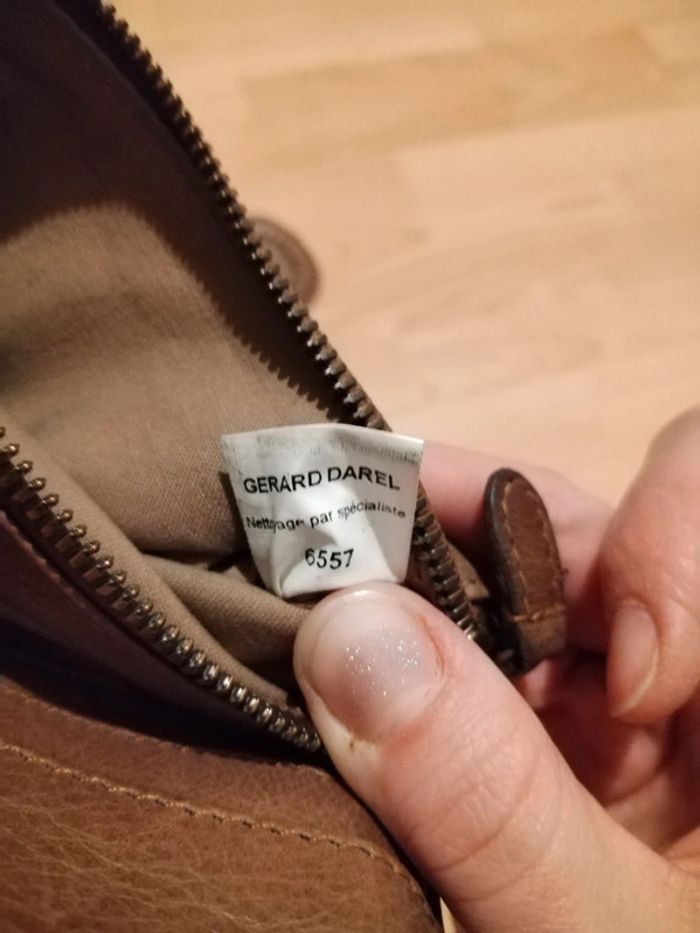 GERARD DAREL
Nettoyage par spécialiste
6557